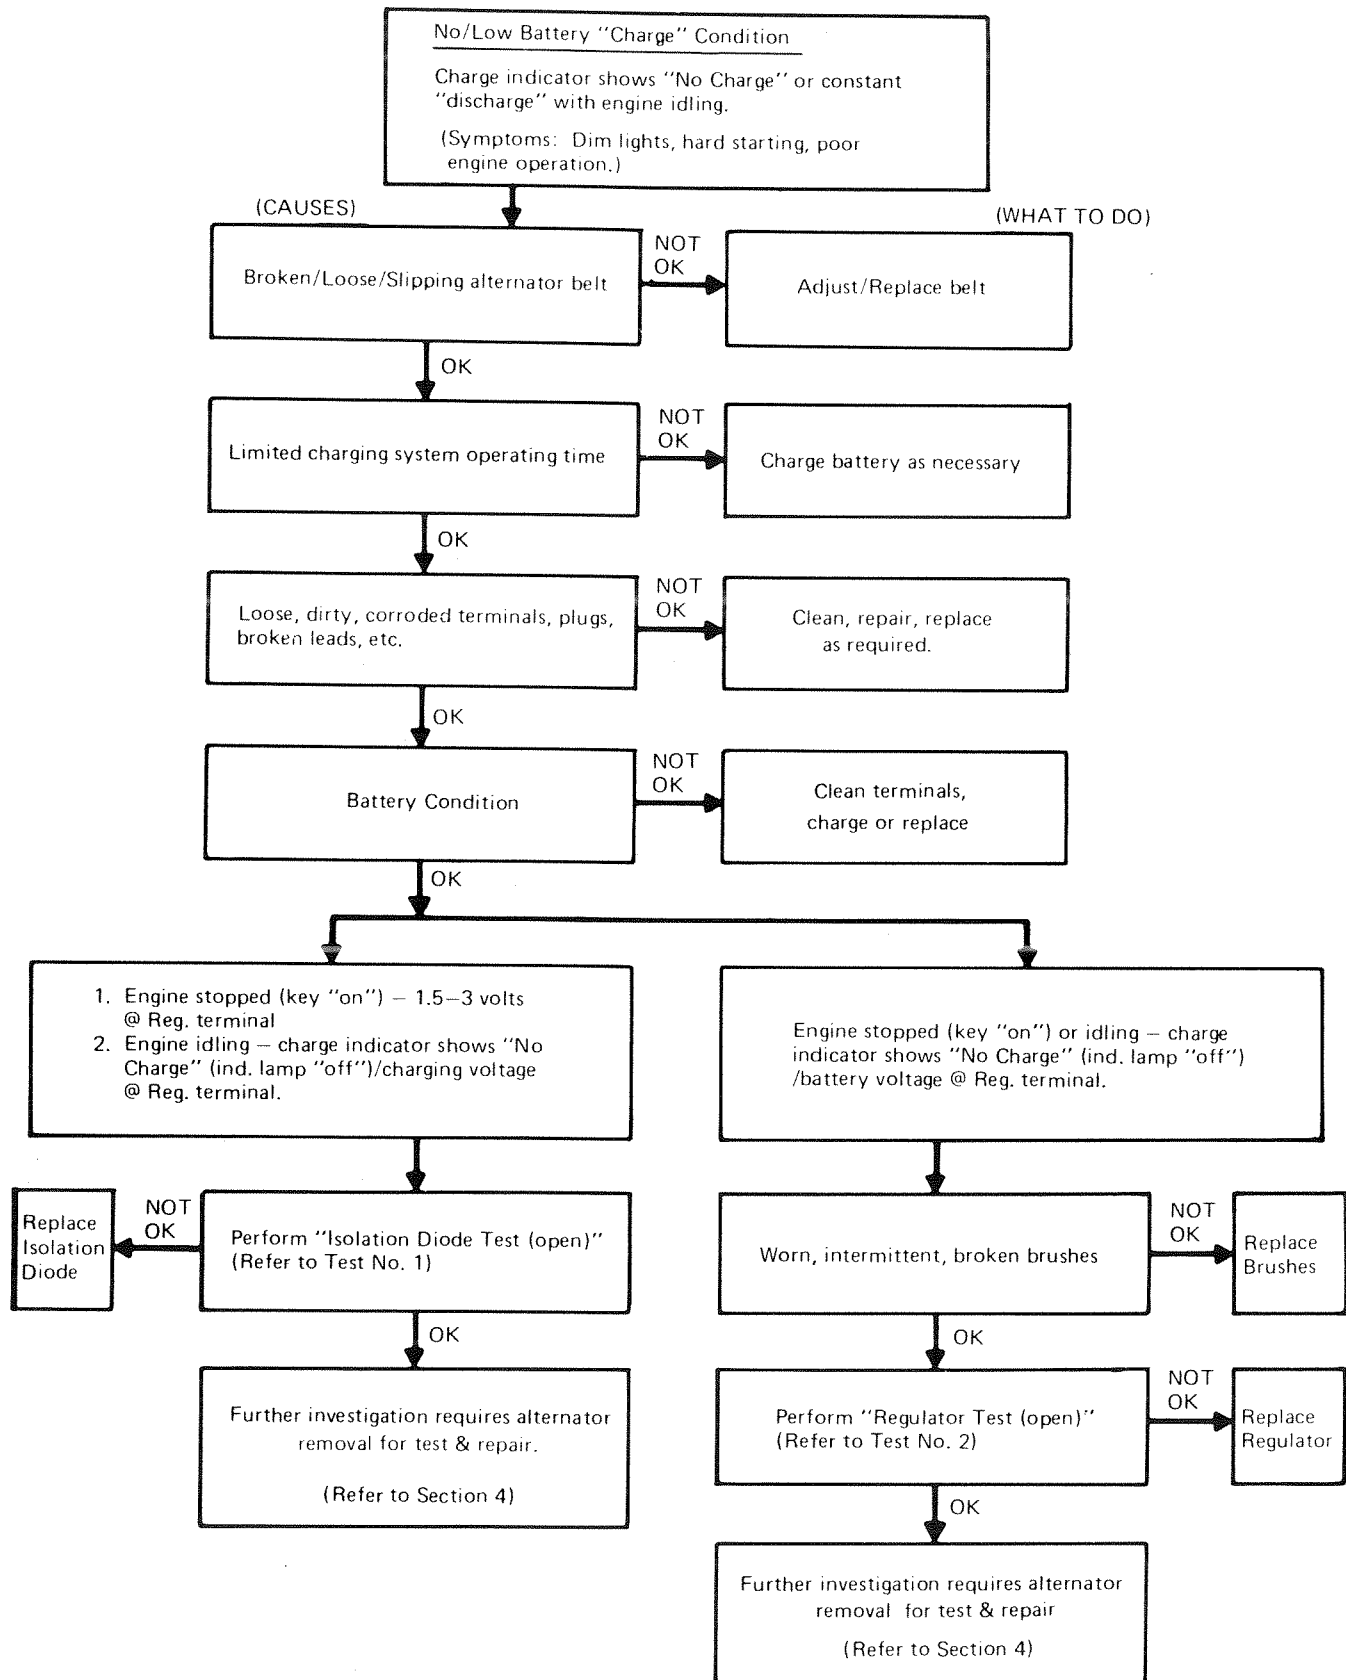 No/Low Battery "Charge" Condition
Charge indicator shows "No Charge" or constant
"discharge" with engine idling.
(Symptoms: Dim lights, hard starting, poor
engine operation.)
(CAUSES)
(WHAT TO DO)
Broken/Loose/Slipping alternator belt
NOT
OK
Adjust/Replace belt
OK
Limited charging system operating time
NOT
OK
Charge battery as necessary
OK
Loose, dirty, corroded terminals, plugs,
broken leads, etc.
NOT
OK
Clean, repair, replace
as required.
OK
Battery Condition
NOT
OK
Clean terminals,
charge or replace
OK
1. Engine stopped (key "on") – 1.5–3 volts
@ Reg. terminal
2. Engine idling – charge indicator shows "No
Charge" (ind. lamp "off")/charging voltage
@ Reg. terminal.
Engine stopped (key "on") or idling – charge
indicator shows "No Charge" (ind. lamp "off")
/battery voltage @ Reg. terminal.
Replace
Isolation
Diode
NOT
OK
Perform "Isolation Diode Test (open)"
(Refer to Test No. 1)
Worn, intermittent, broken brushes
NOT
OK
Replace
Brushes
OK
OK
Further investigation requires alternator
removal for test & repair.
(Refer to Section 4)
Perform "Regulator Test (open)"
(Refer to Test No. 2)
NOT
OK
Replace
Regulator
OK
Further investigation requires alternator
removal for test & repair
(Refer to Section 4)